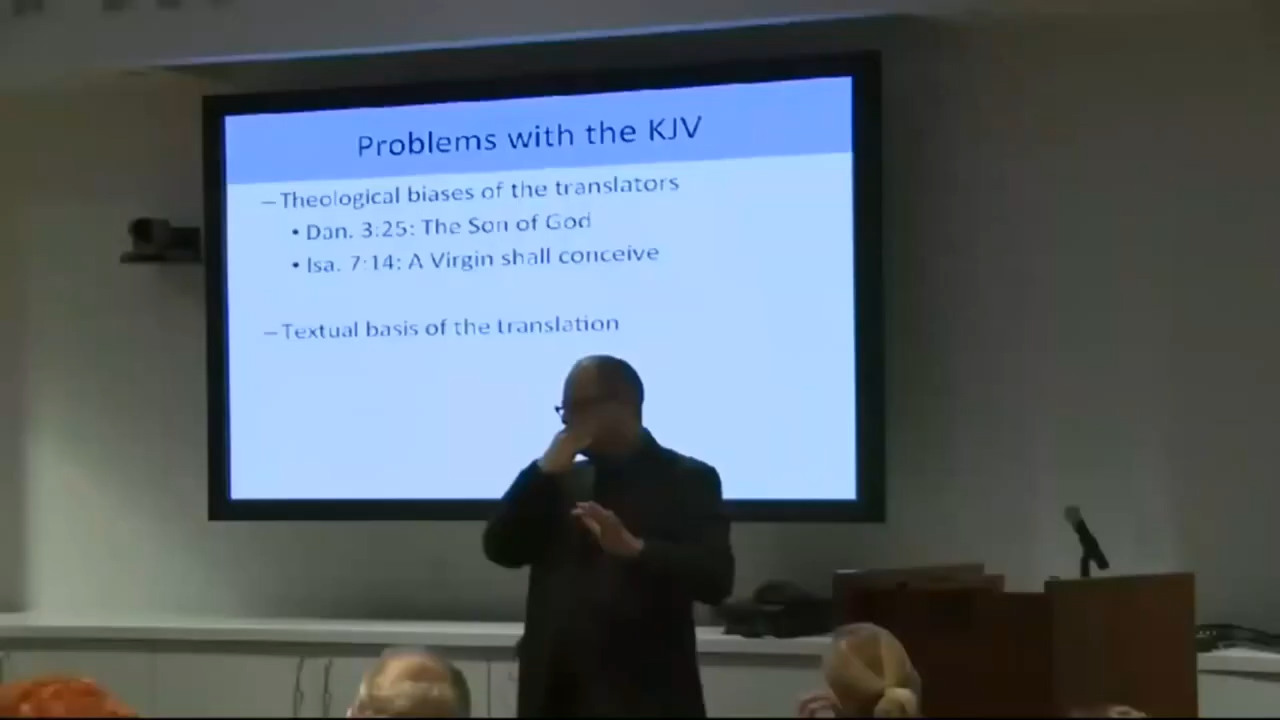 Problems with the KJV
–Theological biases of the translators
• Dan. 3:25: The Son of God
• Isa. 7:14: A Virgin shall conceive
–Textual basis of the translation